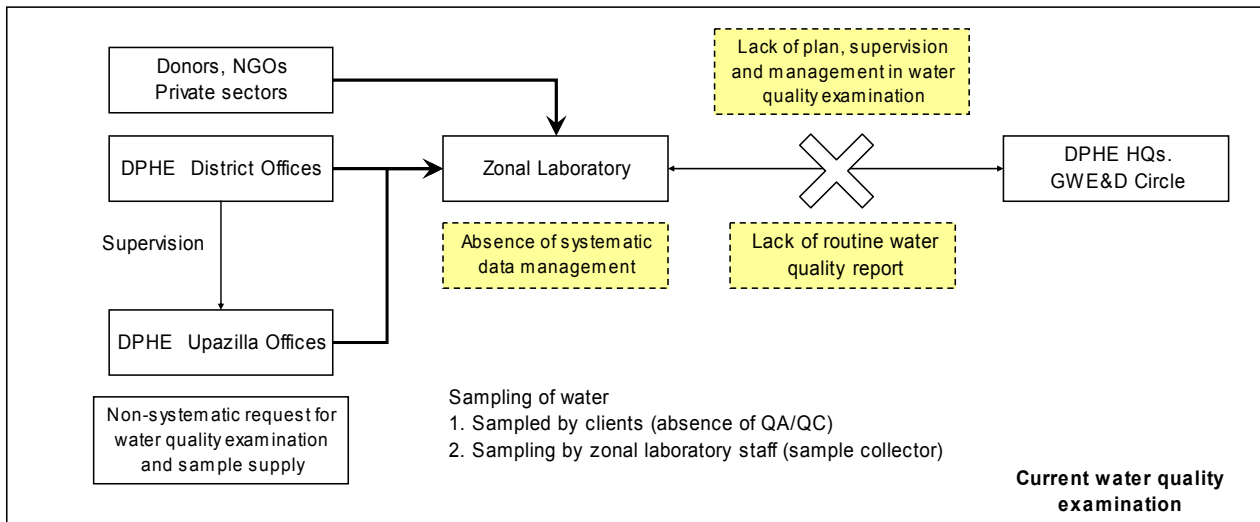 Donors, NGOs
Private sectors
Lack of plan, supervision
and management in water
quality examination
DPHE District Offices
Zonal Laboratory
DPHE HQs.
GWE&D Circle
Supervision
Absence of systematic
data management
Lack of routine water
quality report
DPHE Upazilla Offices
Non-systematic request for
water quality examination
and sample supply
Sampling of water
1. Sampled by clients (absence of QA/QC)
2. Sampling by zonal laboratory staff (sample collector)
Current water quality
examination